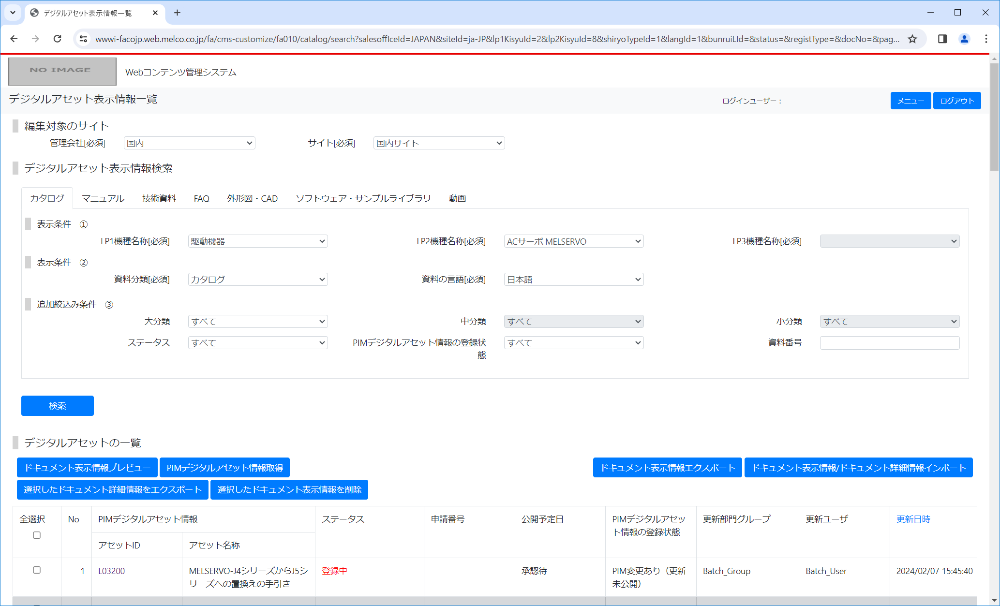 デジタルアセット表示情報一覧
wwwi-facojp.web.melco.co.jp/fa/cms-customize/fa010/catalog/search?salesofficeId=JAPAN&siteId=ja-JP&lp1KisyuId=2&lp2KisyuId=8&shiryoTypeId=1&langId=1&bunruiLId=&status=&registType=&docNo=&pag...
NO IMAGE
Webコンテンツ管理システム
デジタルアセット表示情報一覧
ログインユーザー：
メニュー
ログアウト
編集対象のサイト
管理会社[必須] 国内 サイト[必須] 国内サイト
デジタルアセット表示情報検索
カタログ マニュアル 技術資料 FAQ 外形図・CAD ソフトウェア・サンプルライブラリ 動画
表示条件 ①
LP1機種名称[必須] 駆動機器 LP2機種名称[必須] ACサーボ MELSERVO LP3機種名称[必須]
表示条件 ②
資料分類[必須] カタログ 資料の言語[必須] 日本語
追加絞込み条件 ③
大分類 すべて 中分類 すべて 小分類 すべて
ステータス すべて PIMデジタルアセット情報の登録状 すべて 資料番号
態
検索
デジタルアセットの一覧
ドキュメント表示情報プレビュー PIMデジタルアセット情報取得 ドキュメント表示情報エクスポート ドキュメント表示情報/ドキュメント詳細情報インポート
選択したドキュメント詳細情報をエクスポート 選択したドキュメント表示情報を削除
全選択 No PIMデジタルアセット情報 ステータス 申請番号 公開予定日 PIMデジタルアセッ 更新部門グループ 更新ユーザ 更新日時
ト情報の登録状態
アセットID アセット名称
1 L03200 MELSERVO-J4シリーズからJ5シ 登録中 承認待 PIM変更あり（更新 Batch_Group Batch_User 2024/02/07 15:45:40
リーズへの置換えの手引き 未公開）